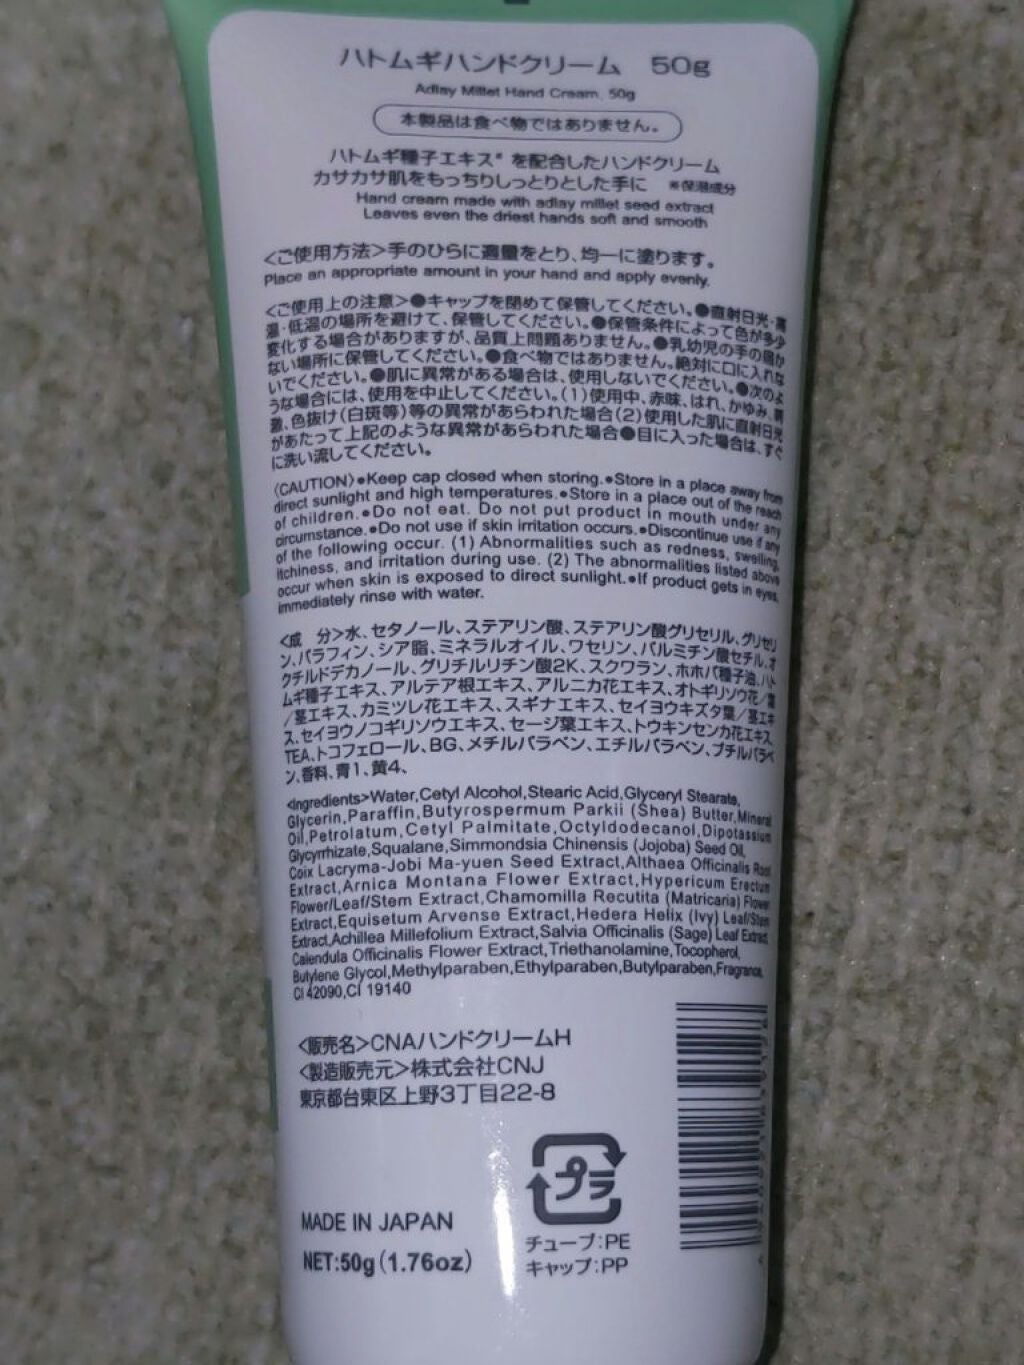 ハトムギハンドクリーム 50g
Adlay Millet Hand Cream, 50g
本製品は食べ物ではありません。
ハトムギ種子エキス※を配合したハンドクリーム
カサカサ肌をもっちりしっとりとした手に ※保湿成分
Hand cream made with adlay millet seed extract
Leaves even the driest hands soft and smooth
<ご使用方法>手のひらに適量をとり、均一に塗ります。
Place an appropriate amount in your hand and apply evenly.
<ご使用上の注意>●キャップを閉めて保管してください。●直射日光・高
温・低温の場所を避けて、保管してください。●保管条件によって色が多少
変化する場合がありますが、品質上問題ありません。●乳幼児の手の届か
ない場所に保管してください。●食べ物ではありません。絶対に口に入れな
いでください。●肌に異常がある場合は、使用しないでください。●次のよ
うな場合には、使用を中止してください。(1)使用中、赤味、はれ、かゆみ、刺
激、色抜け(白斑等)等の異常があらわれた場合(2)使用した肌に直射日光
があたって上記のような異常があらわれた場合●目に入った場合は、すぐ
に洗い流してください。
〈CAUTION〉●Keep cap closed when storing.●Store in a place away from
direct sunlight and high temperatures.●Store in a place out of the reach
of children.●Do not eat. Do not put product in mouth under any
circumstance.●Do not use if skin irritation occurs.●Discontinue use if any
of the following occur. (1) Abnormalities such as redness, swelling,
itchiness, and irritation during use. (2) The abnormalities listed above
occur when skin is exposed to direct sunlight.●If product gets in eyes,
immediately rinse with water.
<成 分>水、セタノール、ステアリン酸、ステアリン酸グリセリル、グリセリ
ン、パラフィン、シア脂、ミネラルオイル、ワセリン、パルミチン酸セチル、オ
クチルドデカノール、グリチルリチン酸2K、スクワラン、ホホバ種子油、ハト
ムギ種子エキス、アルテア根エキス、アルニカ花エキス、オトギリソウ花/葉
/茎エキス、カミツレ花エキス、スギナエキス、セイヨウキズタ葉/茎エキ
ス、セイヨウノコギリソウエキス、セージ葉エキス、トウキンセンカ花エキス、
TEA、トコフェロール、BG、メチルパラベン、エチルパラベン、ブチルパラベ
ン、香料、青1、黄4、
<Ingredients>Water,Cetyl Alcohol,Stearic Acid,Glyceryl Stearate,
Glycerin,Paraffin,Butyrospermum Parkii (Shea) Butter,Mineral
Oil,Petrolatum,Cetyl Palmitate,Octyldodecanol,Dipotassium
Glycyrrhizate,Squalane,Simmondsia Chinensis (Jojoba) Seed Oil,
Coix Lacryma-Jobi Ma-yuen Seed Extract,Althaea Officinalis Root
Extract,Arnica Montana Flower Extract,Hypericum Erectum
Flower/Leaf/Stem Extract,Chamomilla Recutita (Matricaria) Flower
Extract,Equisetum Arvense Extract,Hedera Helix (Ivy) Leaf/Stem
Extract,Achillea Millefolium Extract,Salvia Officinalis (Sage) Leaf Extract,
Calendula Officinalis Flower Extract,Triethanolamine,Tocopherol,
Butylene Glycol,Methylparaben,Ethylparaben,Butylparaben,Fragrance,
CI 42090,CI 19140
<販売名>CNAハンドクリームH
<製造販売元>株式会社CNJ
東京都台東区上野3丁目22-8
プラ
MADE IN JAPAN
NET:50g(1.76oz)
チューブ:PE
キャップ:PP